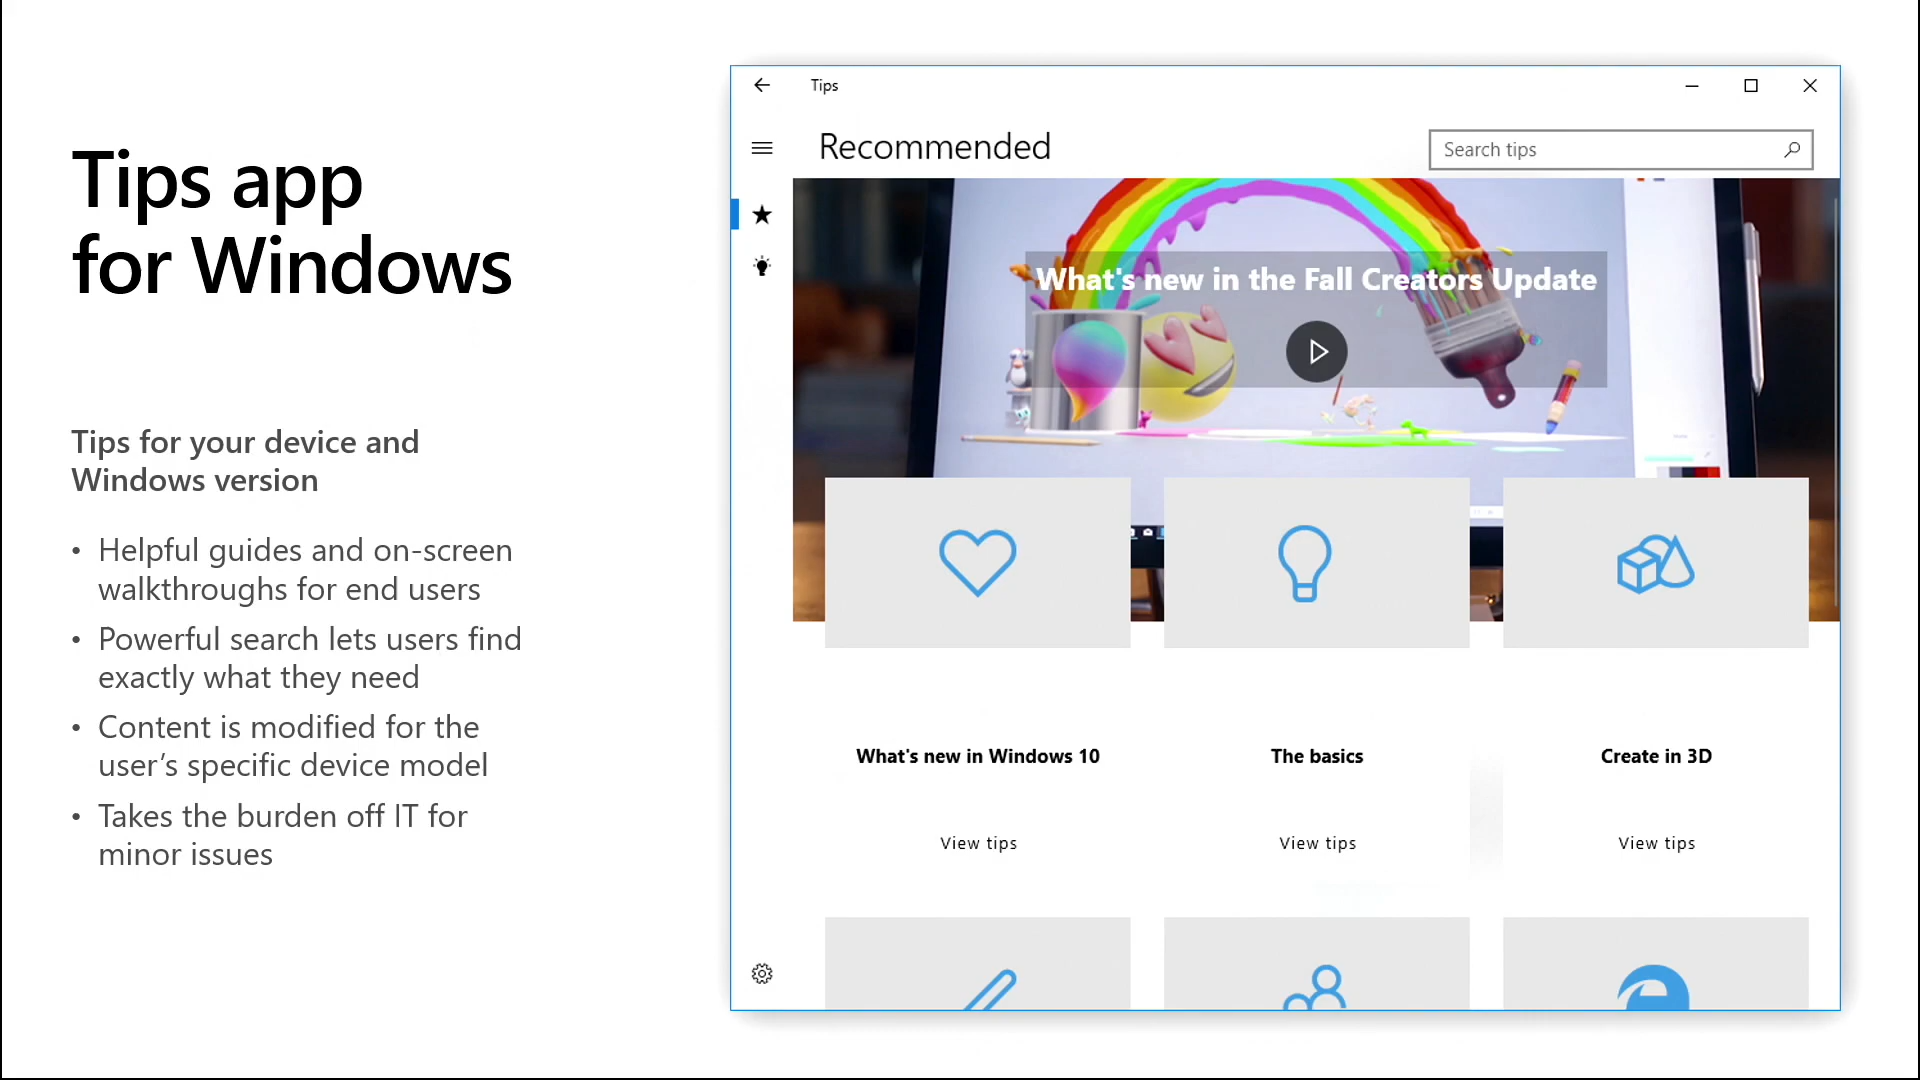 Tips app
for Windows
Tips for your device and
Windows version
• Helpful guides and on-screen
walkthroughs for end users
• Powerful search lets users find
exactly what they need
• Content is modified for the
user’s specific device model
• Takes the burden off IT for
minor issues
Tips
Recommended
Search tips
What's new in the Fall Creators Update
What's new in Windows 10
The basics
Create in 3D
View tips
View tips
View tips